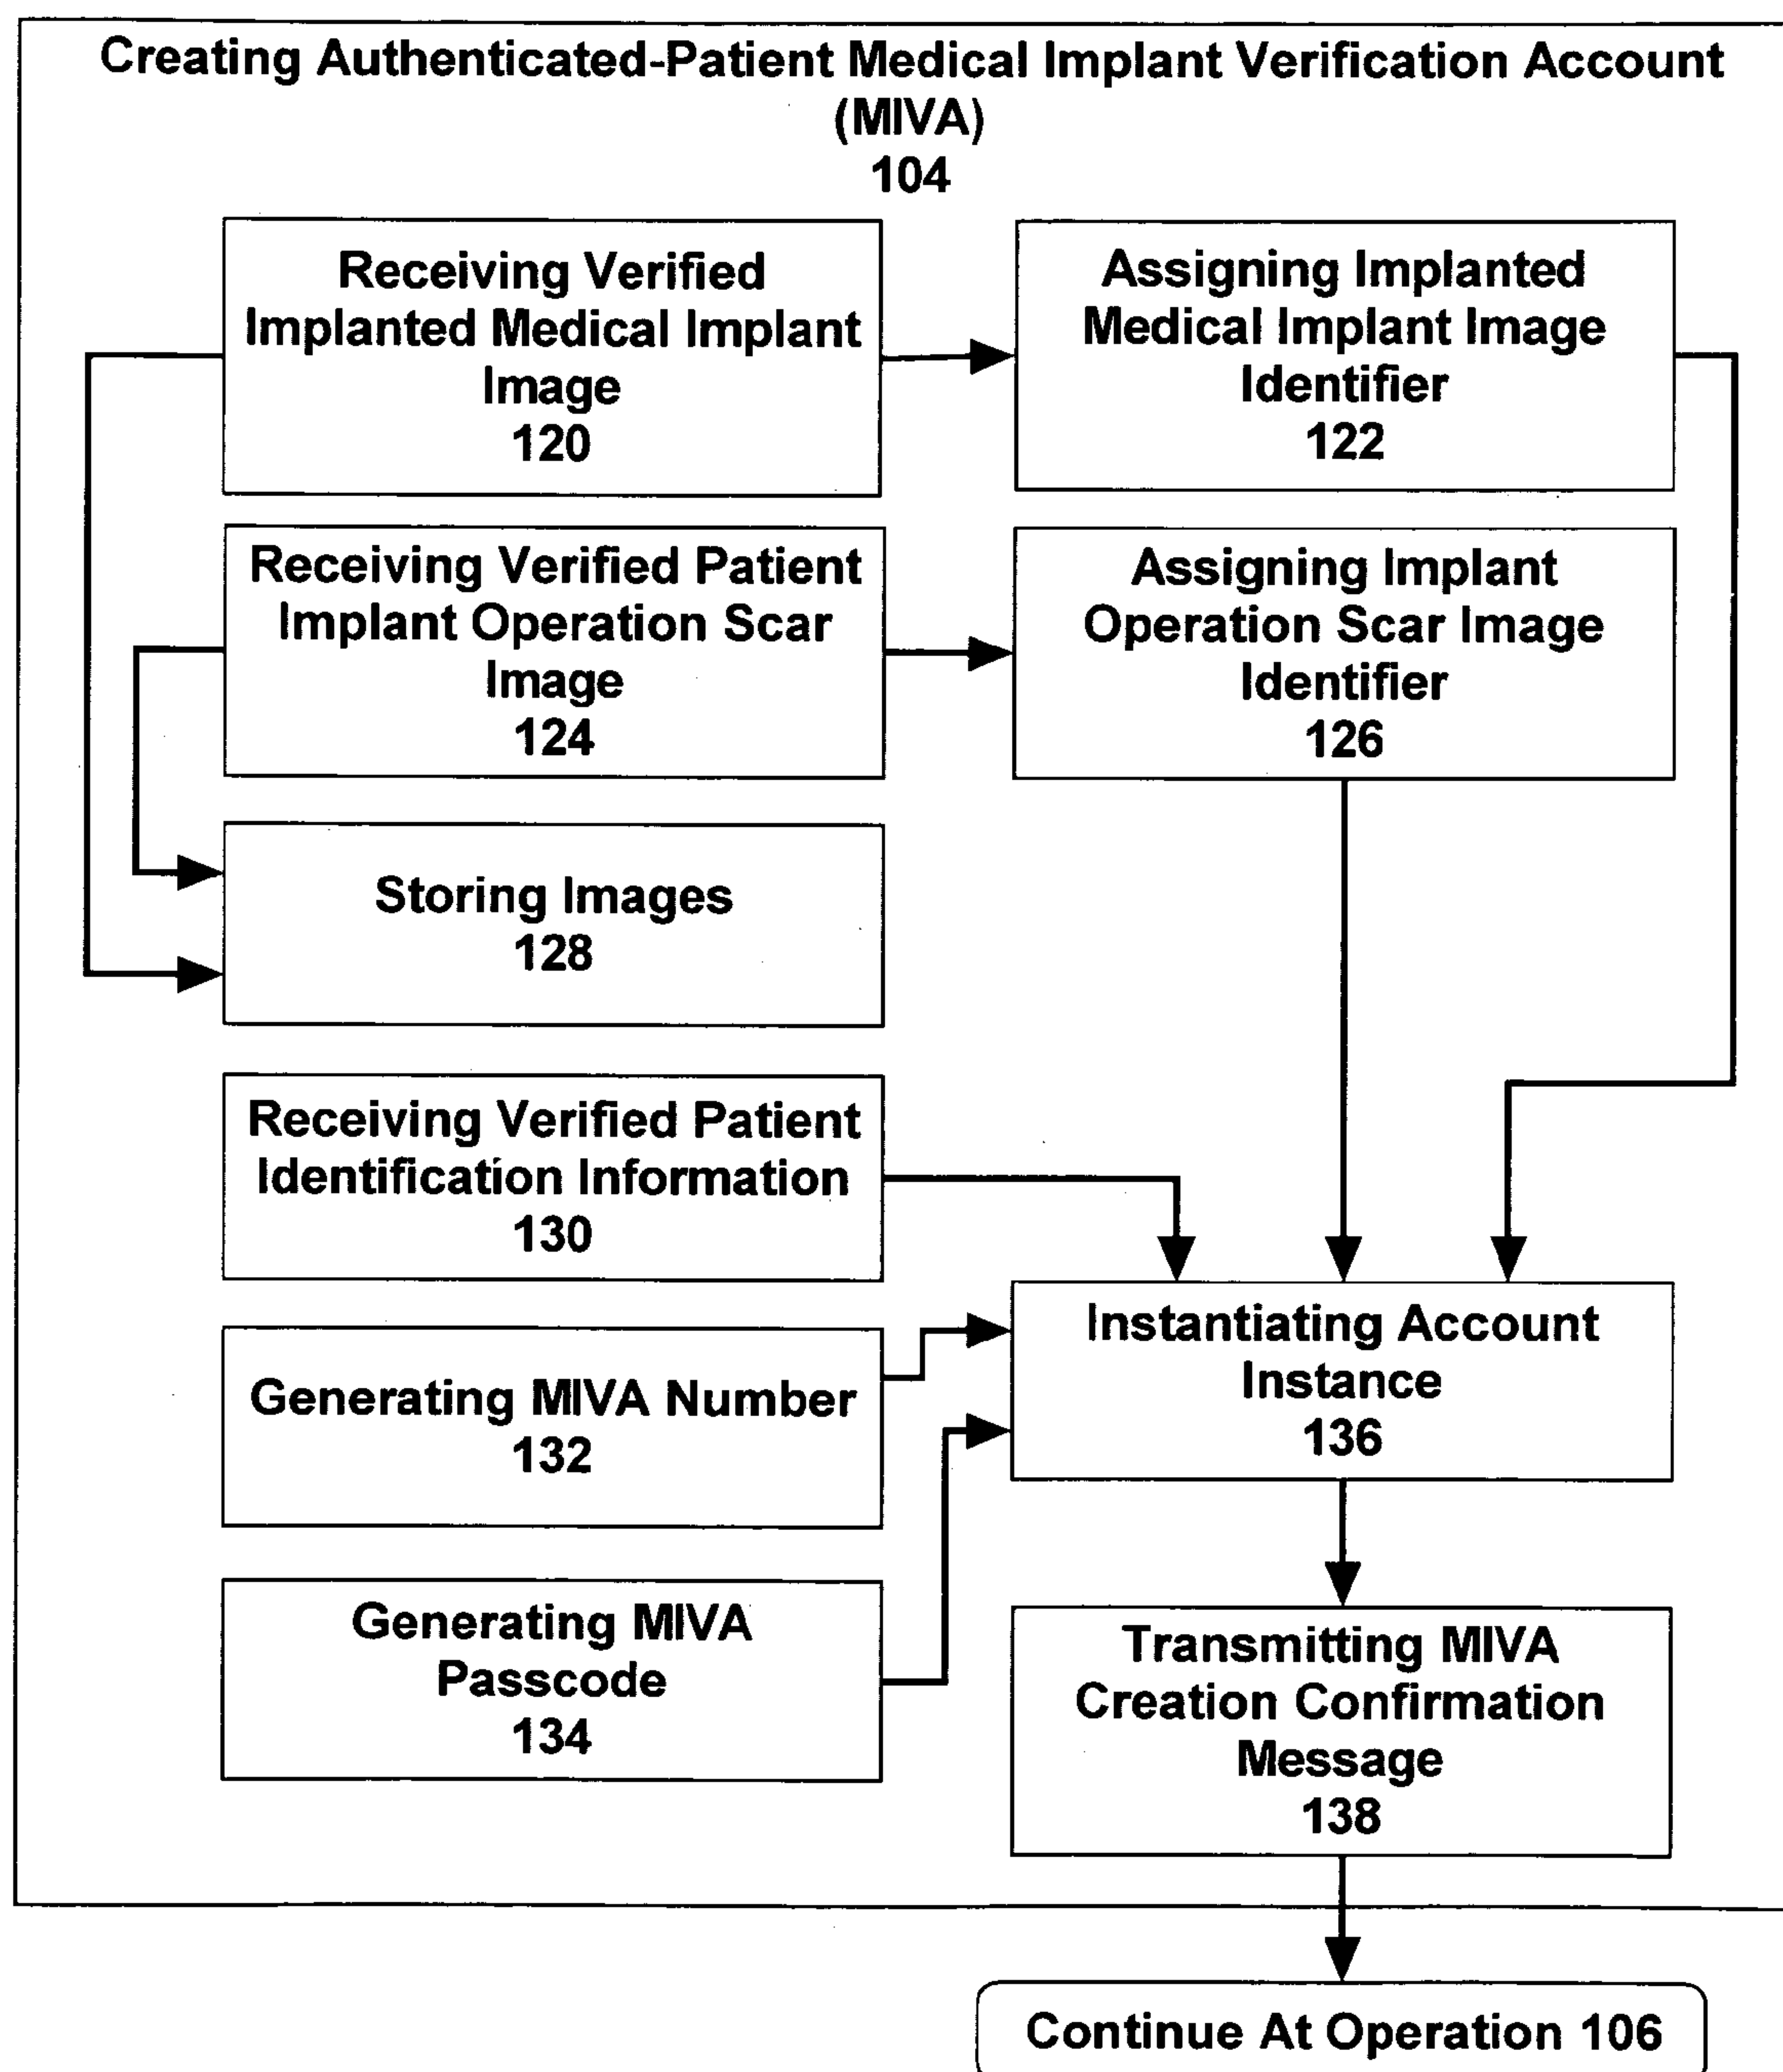 Creating Authenticated-Patient Medical Implant Verification Account
(MIVA)
104
Receiving Verified
Implanted Medical Implant
Image
120
Assigning Implanted
Medical Implant Image
Identifier
122
Receiving Verified Patient
Implant Operation Scar
Image
124
Assigning Implant
Operation Scar Image
Identifier
126
Storing Images
128
Receiving Verified Patient
Identification Information
130
Generating MIVA Number
132
Instantiating Account
Instance
136
Generating MIVA
Passcode
134
Transmitting MIVA
Creation Confirmation
Message
138
Continue At Operation 106